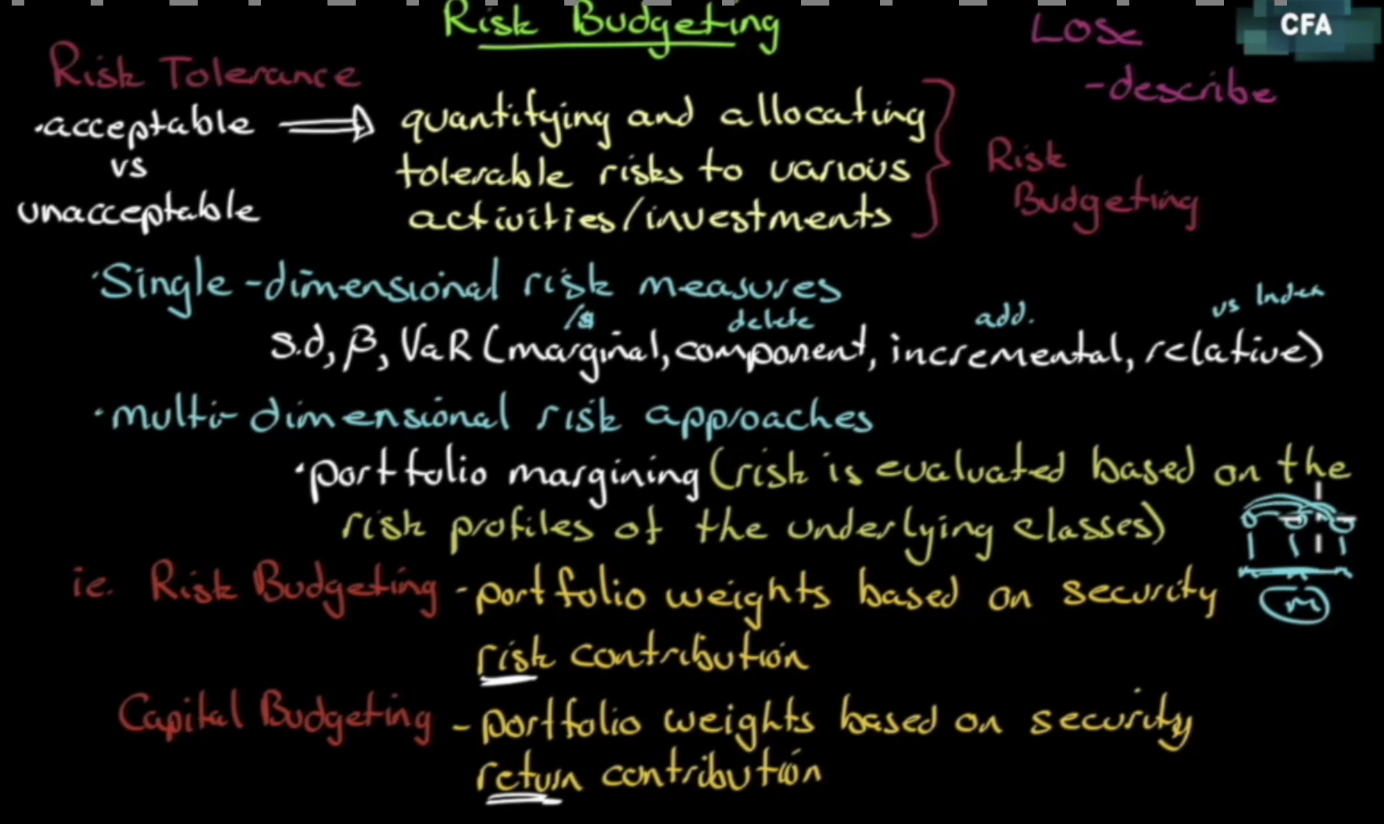 Risk Budgeting
LOS
-describe
CFA
Risk Tolerance
·acceptable
vs
unacceptable
quantifying and allocating
tolerable risks to various
activities/investments
Risk
Budgeting
·Single-dimensional risk measures
/$ delete add. vs Index
s.d, β, VaR (marginal, component, incremental, relative)
·multi-dimensional risk approaches
·portfolio margining (risk is evaluated based on the
risk profiles of the underlying classes)
m
ie. Risk Budgeting - portfolio weights based on security
risk contribution
Capital Budgeting - portfolio weights based on security
return contribution